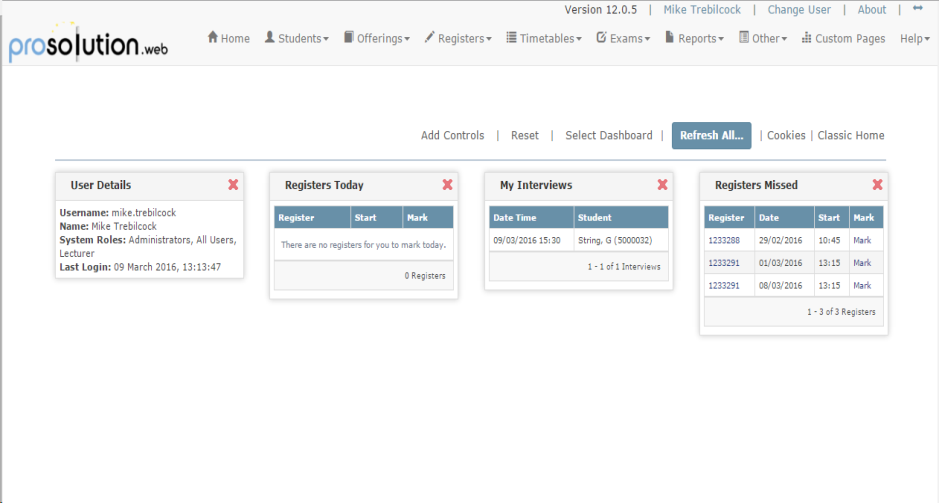 Version 12.0.5 | Mike Trebilcock | Change User | About |
prosolution.web
Home Students Offerings Registers Timetables Exams Reports Other Custom Pages Help
Add Controls | Reset | Select Dashboard | Refresh All... | Cookies | Classic Home
User Details
Username: mike.trebilcock
Name: Mike Trebilcock
System Roles: Administrators, All Users,
Lecturer
Last Login: 09 March 2016, 13:13:47
Registers Today
Register Start Mark
There are no registers for you to mark today.
0 Registers
My Interviews
Date Time Student
09/03/2016 15:30 String, G (5000032)
1 - 1 of 1 Interviews
Registers Missed
Register Date Start Mark
1233288 29/02/2016 10:45 Mark
1233291 01/03/2016 13:15 Mark
1233291 08/03/2016 13:15 Mark
1 - 3 of 3 Registers